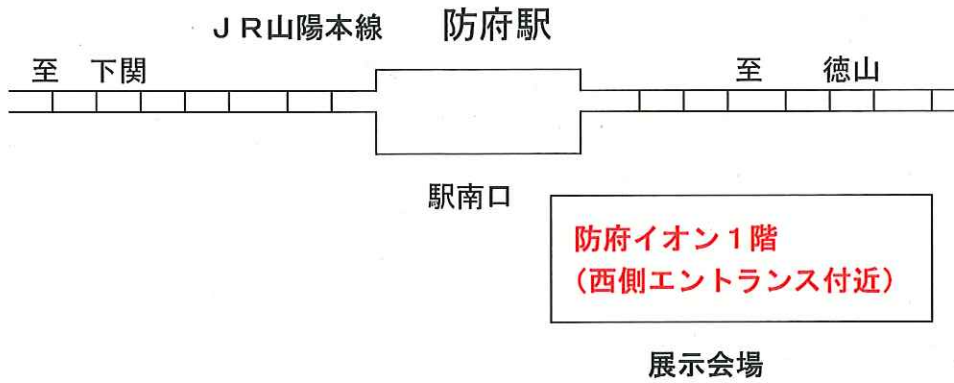 JR山陽本線 防府駅
至 下関
至 徳山
駅南口
防府イオン1階
(西側エントランス付近)
展示会場